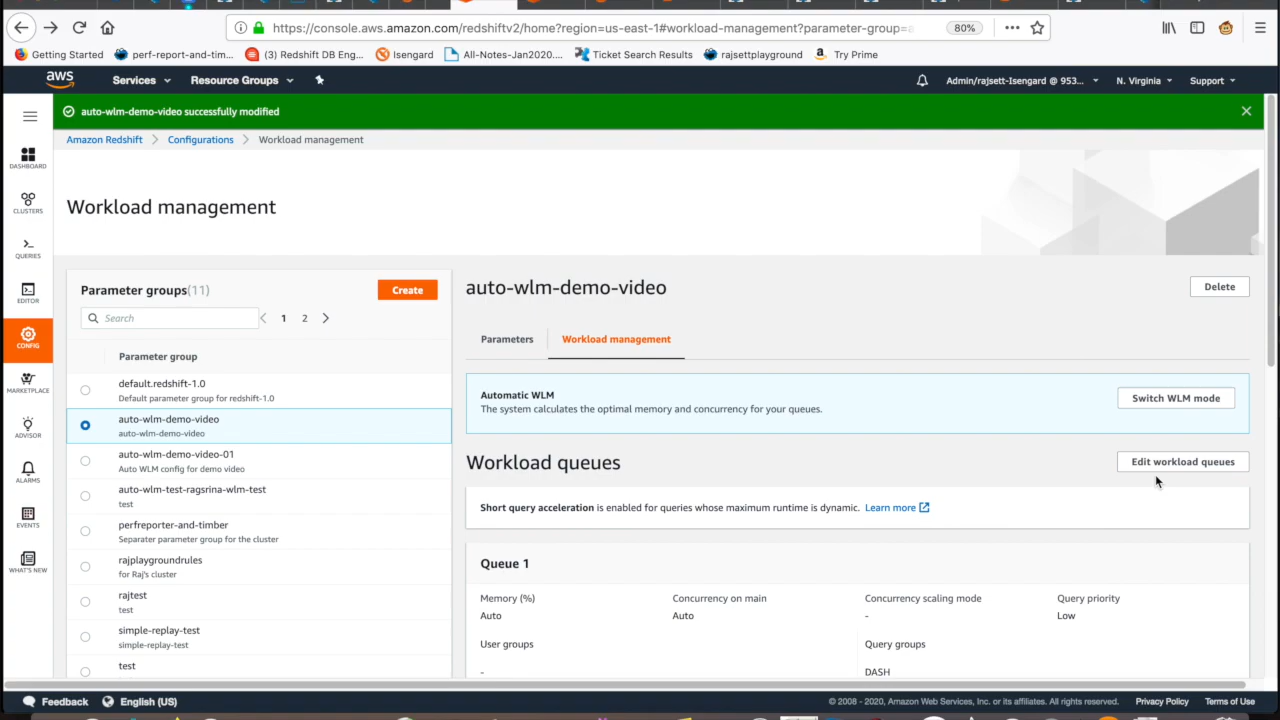 https://console.aws.amazon.com/redshiftv2/home?region=us-east-1#workload-management?parameter-group=a
80%
Getting Started
perf-report-and-tim...
(3) Redshift DB Eng...
Isengard
All-Notes-Jan2020....
Ticket Search Results
rajsettplayground
Try Prime
aws
Services
Resource Groups
Admin/rajsett-Isengard @ 953...
N. Virginia
Support
auto-wlm-demo-video successfully modified
Amazon Redshift
Configurations
Workload management
DASHBOARD
CLUSTERS
QUERIES
EDITOR
CONFIG
MARKETPLACE
ADVISOR
ALARMS
EVENTS
WHAT'S NEW
Workload management
Parameter groups(11)
Create
Search
1
2
Parameter group
default.redshift-1.0
Default parameter group for redshift-1.0
auto-wlm-demo-video
auto-wlm-demo-video
auto-wlm-demo-video-01
Auto WLM config for demo video
auto-wlm-test-ragsrina-wlm-test
test
perfreporter-and-timber
Separater parameter group for the cluster
rajplaygroundrules
for Raj's cluster
rajtest
test
simple-replay-test
simple-replay-test
test
auto-wlm-demo-video
Delete
Parameters
Workload management
Automatic WLM
The system calculates the optimal memory and concurrency for your queues.
Switch WLM mode
Workload queues
Edit workload queues
Short query acceleration is enabled for queries whose maximum runtime is dynamic. Learn more
Queue 1
Memory (%)
Concurrency on main
Concurrency scaling mode
Query priority
Auto
Auto
-
Low
User groups
Query groups
-
DASH
Feedback
English (US)
© 2008 - 2020, Amazon Web Services, Inc. or its affiliates. All rights reserved.
Privacy Policy
Terms of Use